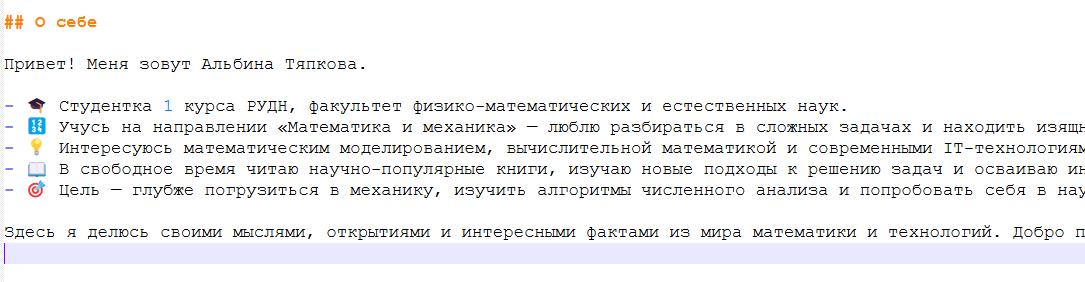 ## О себе
Привет! Меня зовут Альбина Тяпкова.
- 🎓 Студентка 1 курса РУДН, факультет физико-математических и естественных наук.
- 🔢 Учусь на направлении «Математика и механика» — люблю разбираться в сложных задачах и находить изящн
- 💡 Интересуюсь математическим моделированием, вычислительной математикой и современными IT-технологиям
- 📖 В свободное время читаю научно-популярные книги, изучаю новые подходы к решению задач и осваиваю ин
- 🎯 Цель — глубже погрузиться в механику, изучить алгоритмы численного анализа и попробовать себя в нау
Здесь я делюсь своими мыслями, открытиями и интересными фактами из мира математики и технологий. Добро п